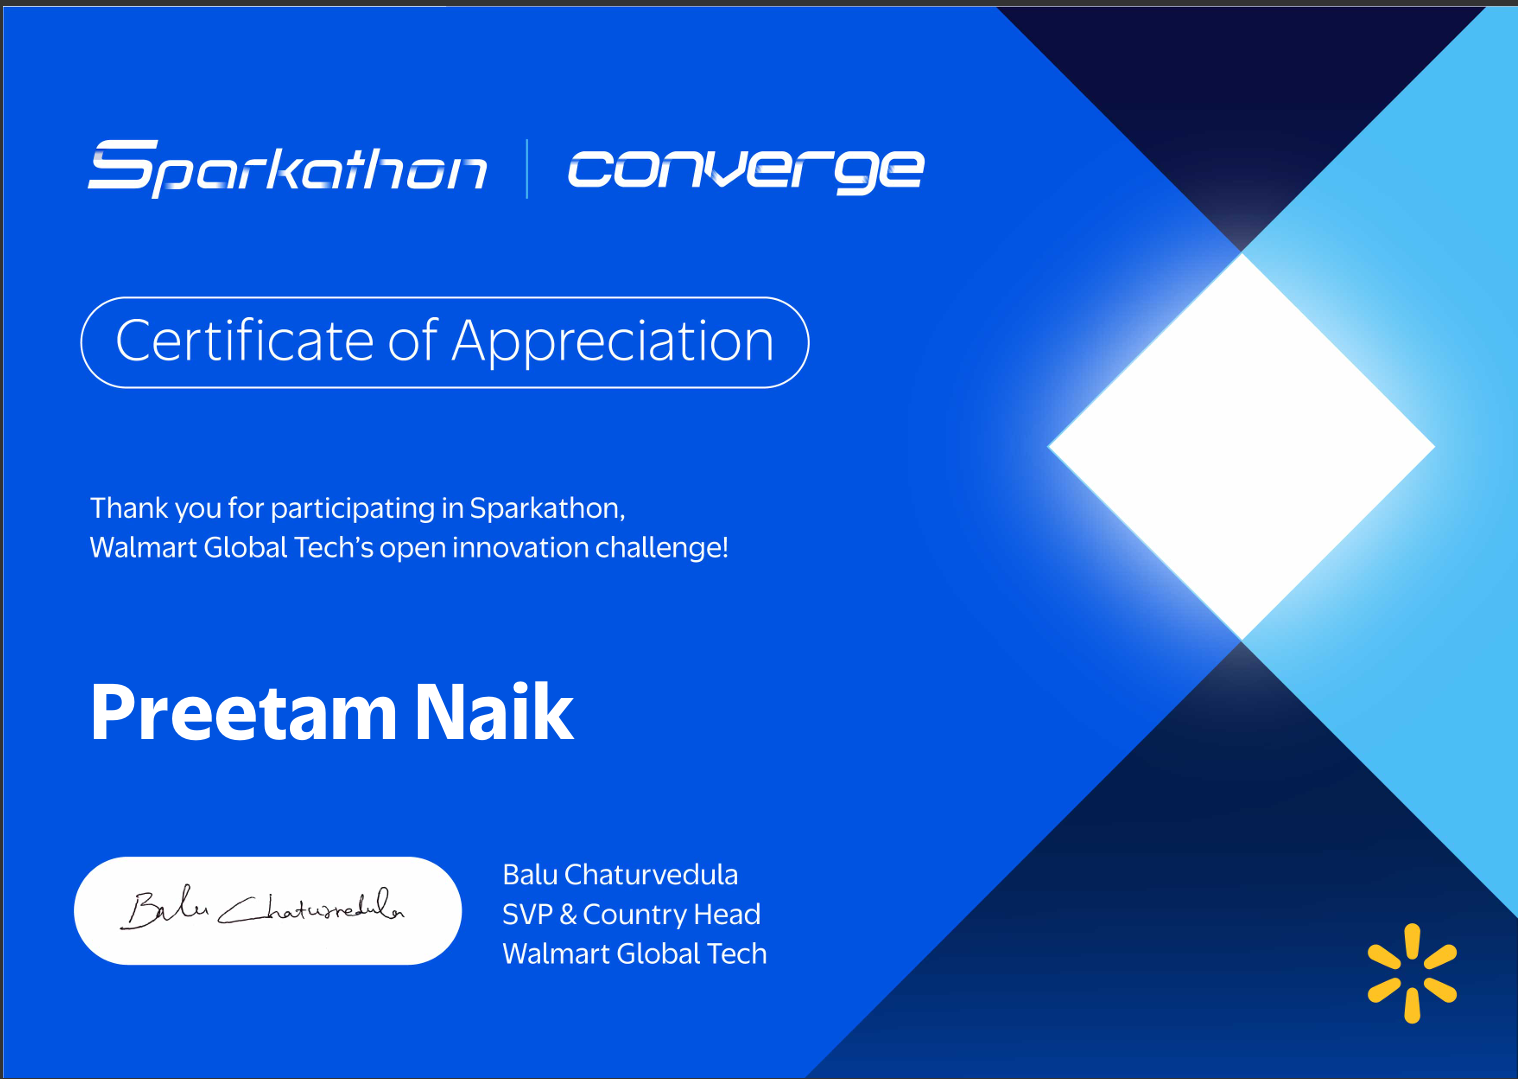 Sparkathon | converge
Certificate of Appreciation
Thank you for participating in Sparkathon,
Walmart Global Tech’s open innovation challenge!
Preetam Naik
Balu Chaturvedula
Balu Chaturvedula
SVP & Country Head
Walmart Global Tech